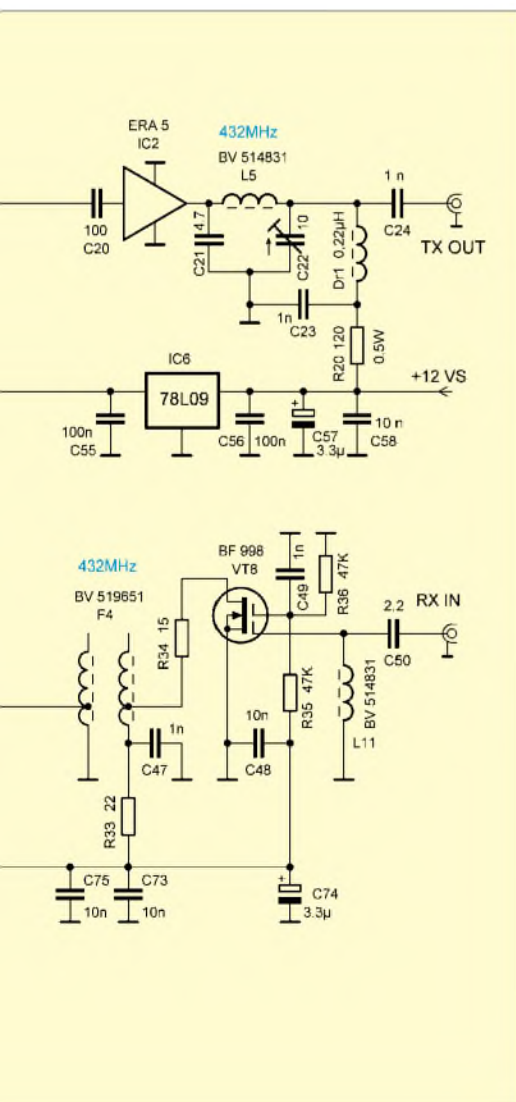 ERA 5
IC2
432MHz
BV 514831
L5
100
C20
C21 4.7
10
C22
1 n
C24
TX OUT
Dr1 0,22µH
1n
C23
R20 120
0.5W
IC6
78L09
+12 VS
100n
C55
C56
100n
+
C57
3.3µ
10 n
C58
432MHz
BV 519651
F4
BF 998
VT8
1n
C49
R36 47K
RX IN
2.2
C50
R34 15
R35 47K
BV 514831
L11
1n
C47
10n
C48
R33 22
C75
10n
C73
10n
+
C74
3.3µ